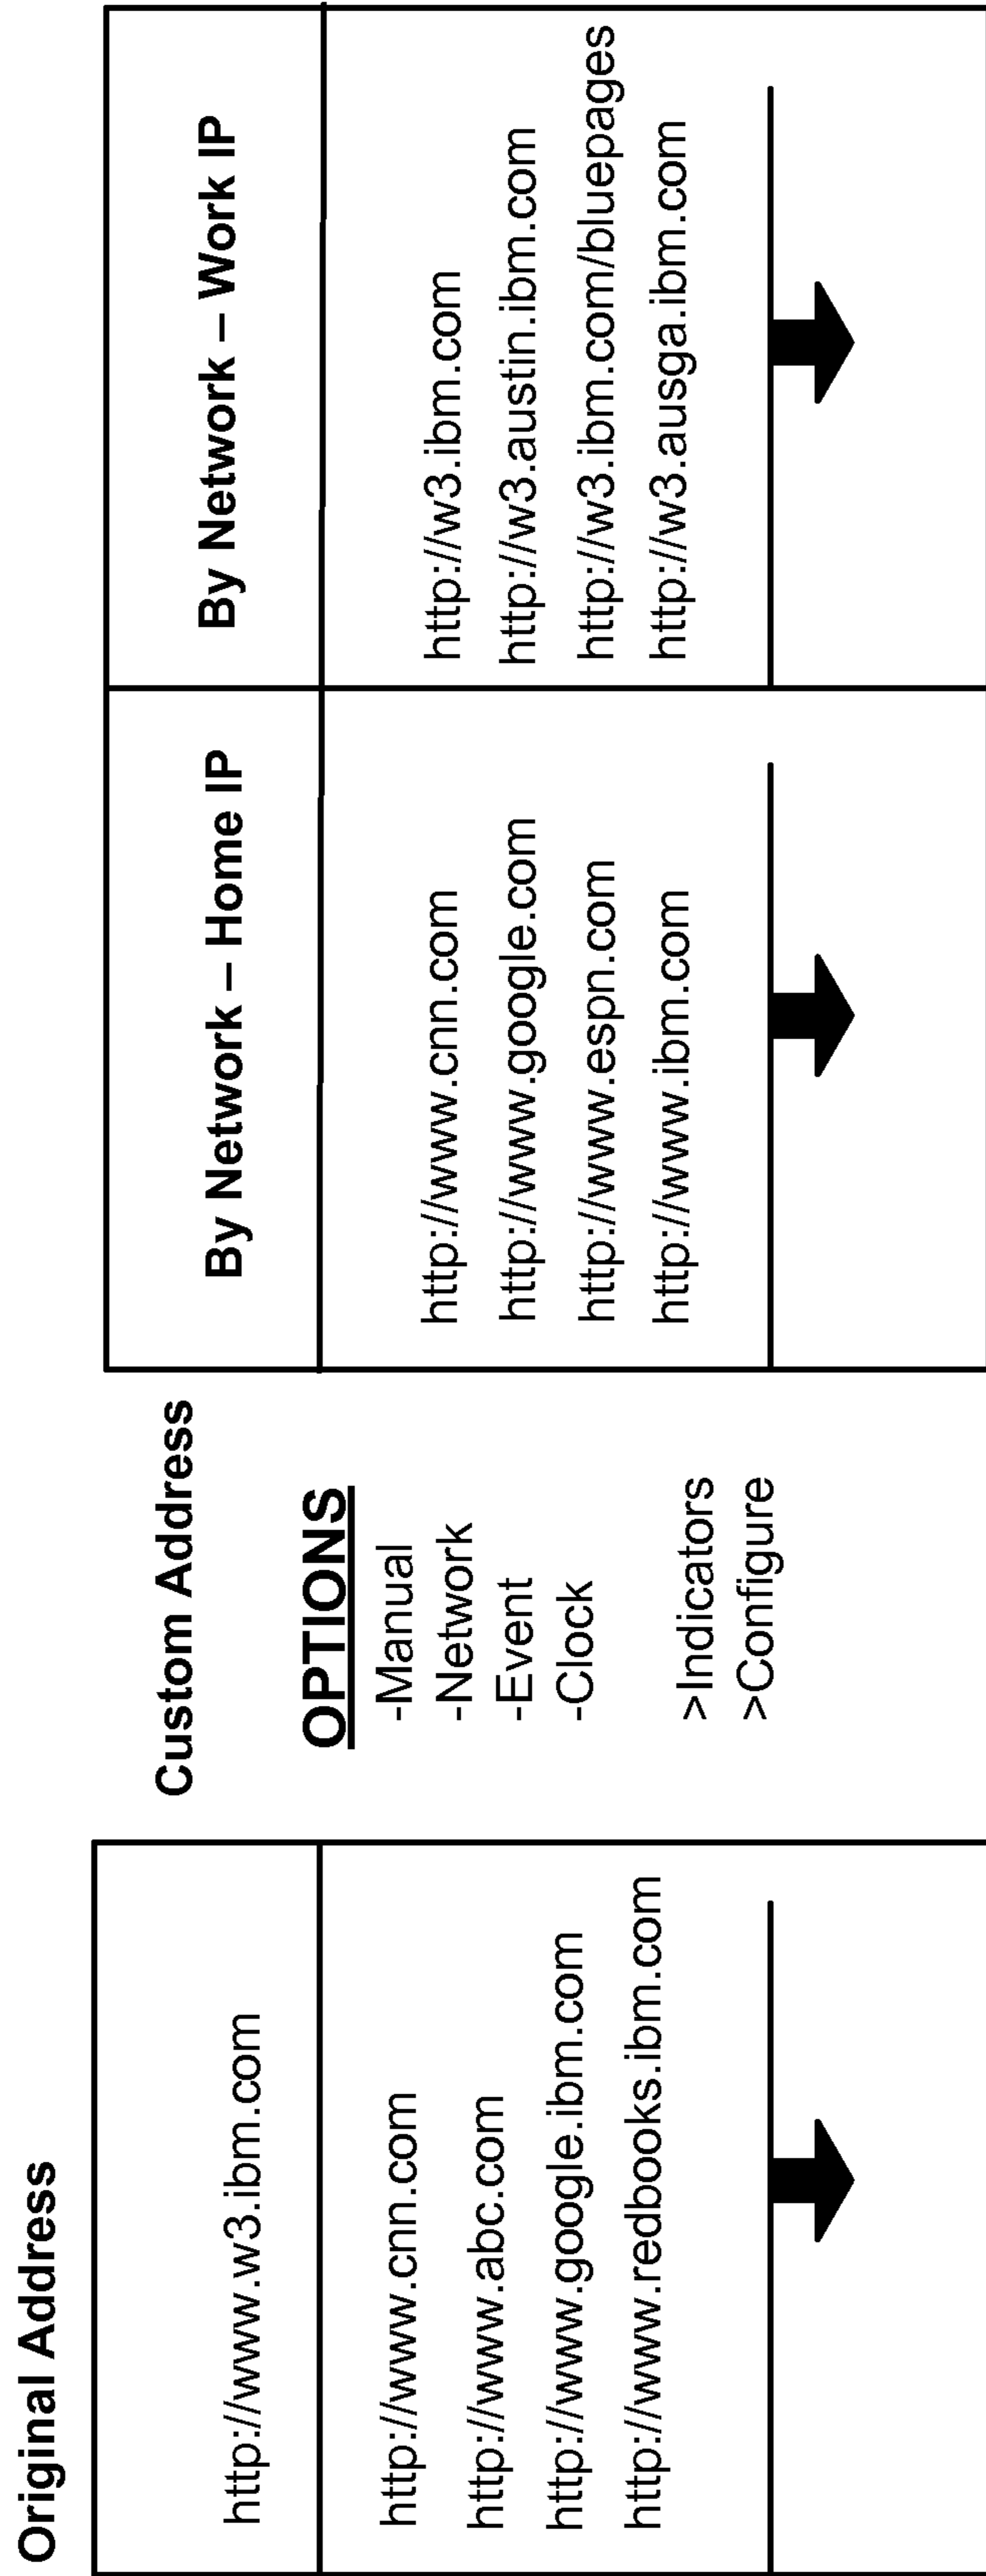 Original Address
http://www.w3.ibm.com
http://www.cnn.com
http://www.abc.com
http://www.google.ibm.com
http://www.redbooks.ibm.com
Custom Address
OPTIONS
-Manual
-Network
-Event
-Clock
>Indicators
>Configure
By Network – Home IP
http://www.cnn.com
http://www.google.com
http://www.espn.com
http://www.ibm.com
By Network – Work IP
http://w3.ibm.com
http://w3.austin.ibm.com
http://w3.ibm.com/bluepages
http://w3.ausga.ibm.com